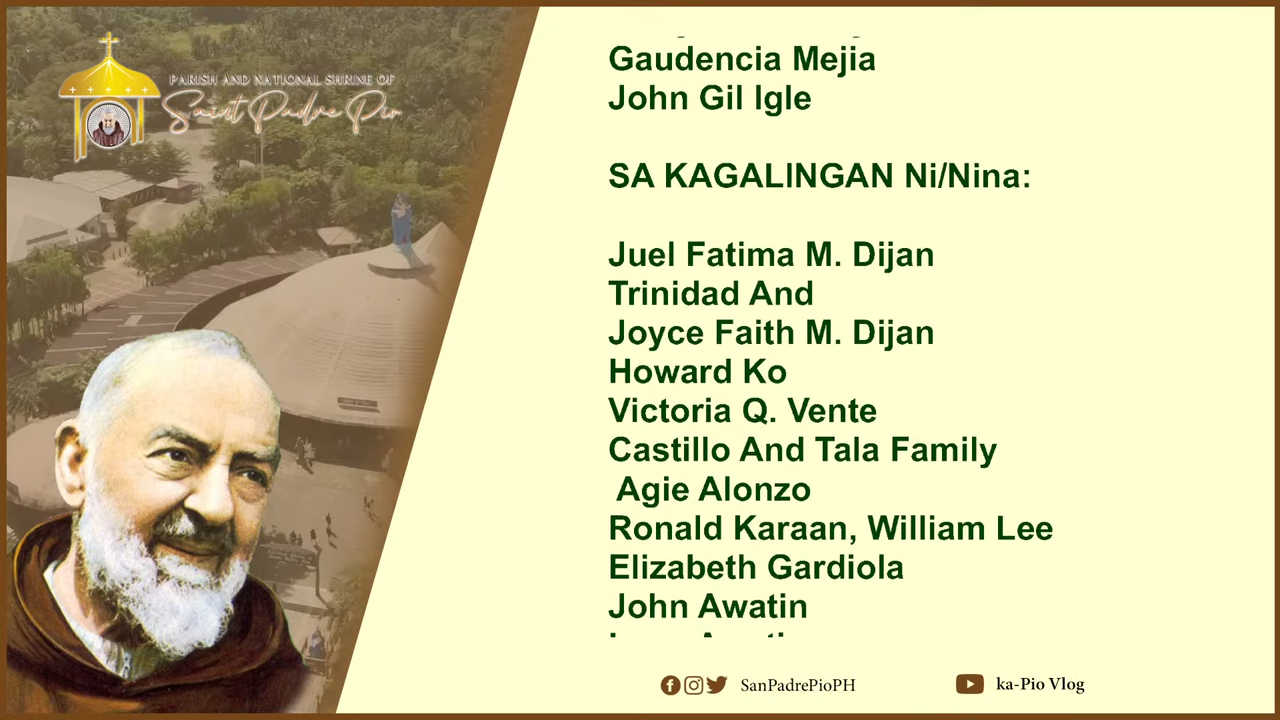 PARISH AND NATIONAL SHRINE OF
Saint Padre Pio
Gaudencia Mejia
John Gil Igle
SA KAGALINGAN Ni/Nina:
Juel Fatima M. Dijan
Trinidad And
Joyce Faith M. Dijan
Howard Ko
Victoria Q. Vente
Castillo And Tala Family
Agie Alonzo
Ronald Karaan, William Lee
Elizabeth Gardiola
John Awatin
SanPadrePioPH
ka-Pio Vlog